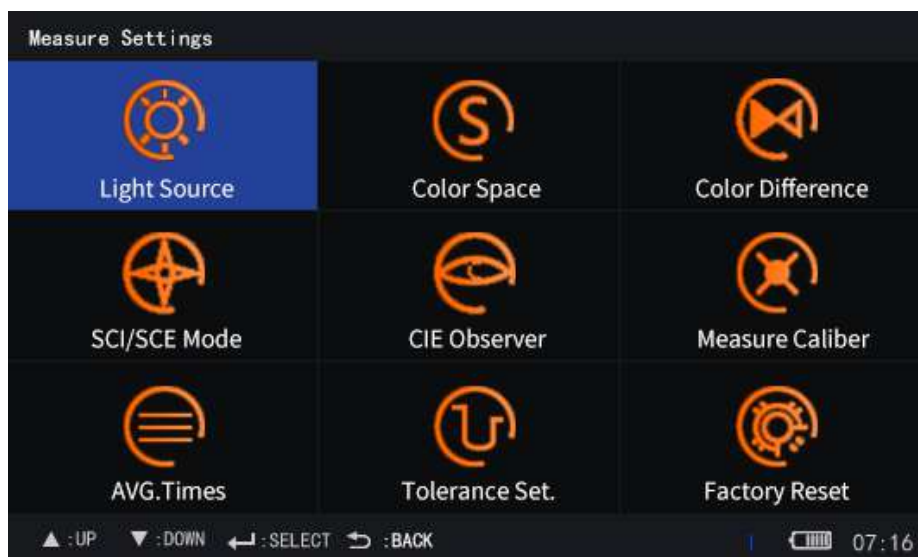 Measure Settings
Light Source
Color Space
Color Difference
SCI/SCE Mode
CIE Observer
Measure Caliber
AVG.Times
Tolerance Set.
Factory Reset
▲:UP ▼:DOWN :SELECT :BACK 07:16